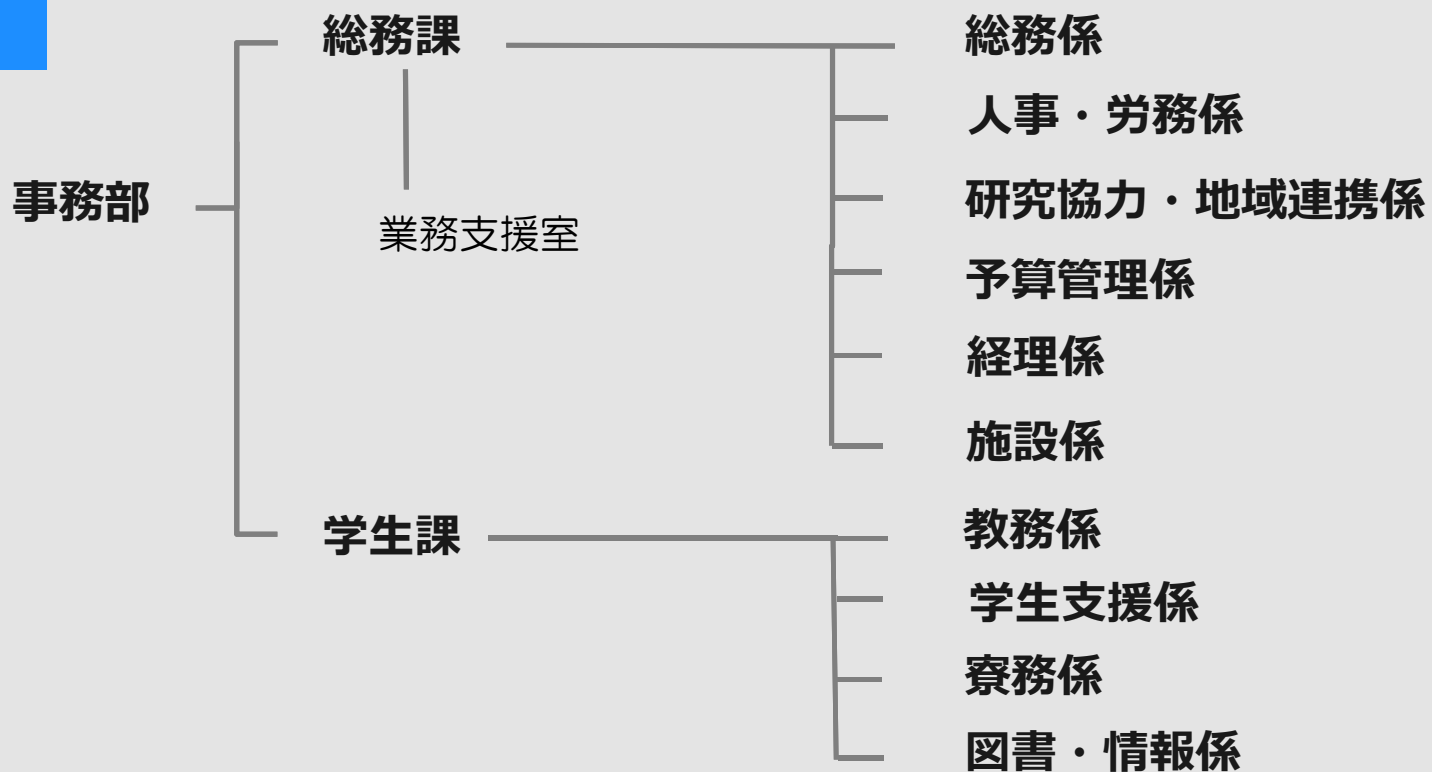 総務課
総務係
人事・労務係
事務部
研究協力・地域連携係
業務支援室
予算管理係
経理係
施設係
学生課
教務係
学生支援係
寮務係
図書・情報係